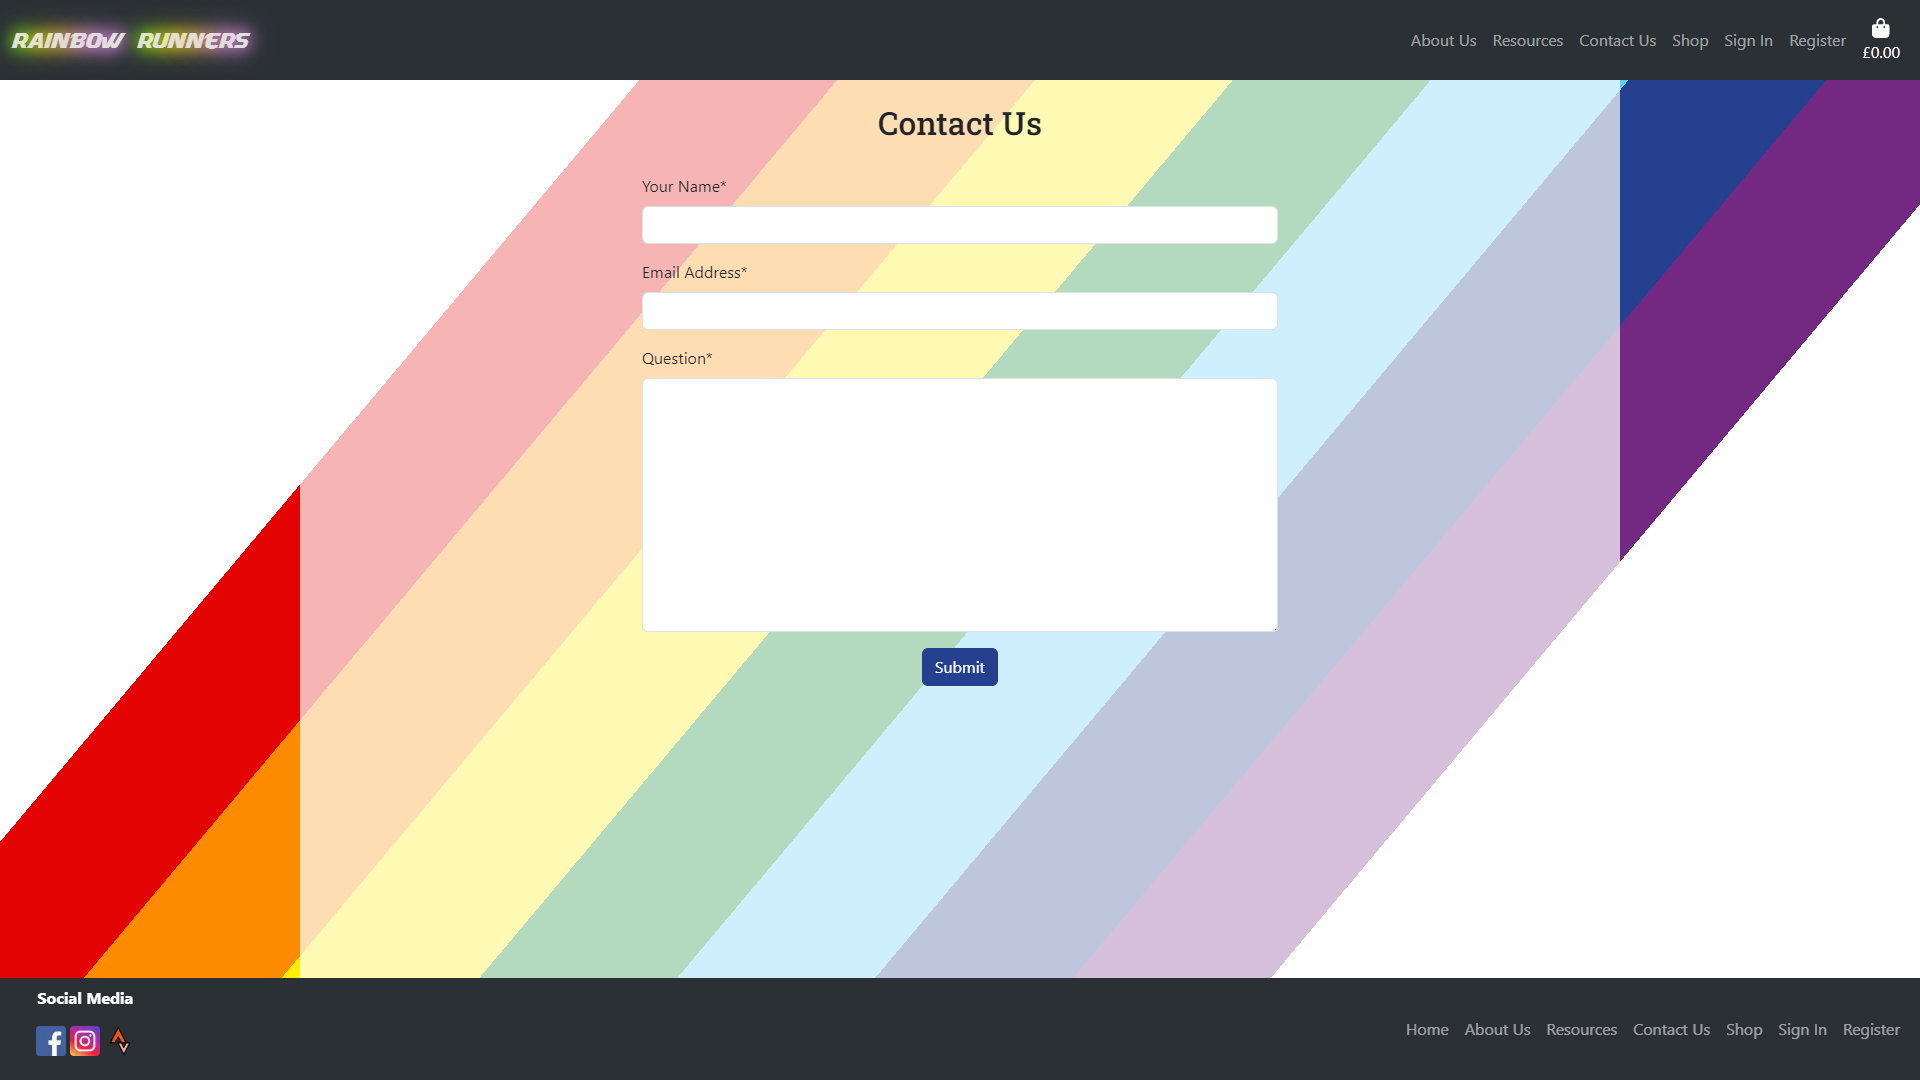 RAINBOW RUNNERS
About Us Resources Contact Us Shop Sign In Register £0.00
Contact Us
Your Name*
Email Address*
Question*
Submit
Social Media
Home About Us Resources Contact Us Shop Sign In Register